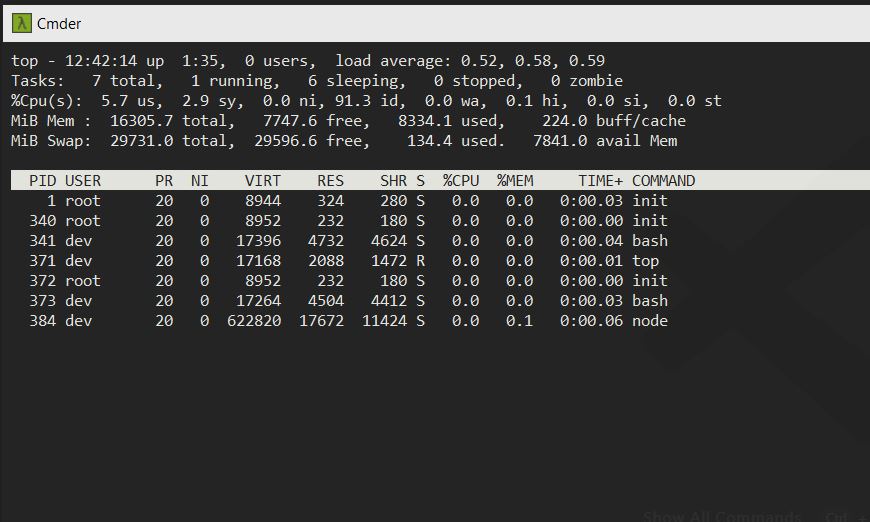 Cmder
top - 12:42:14 up  1:35,  0 users,  load average: 0.52, 0.58, 0.59
Tasks:   7 total,   1 running,   6 sleeping,   0 stopped,   0 zombie
%Cpu(s):  5.7 us,  2.9 sy,  0.0 ni, 91.3 id,  0.0 wa,  0.1 hi,  0.0 si,  0.0 st
MiB Mem :  16305.7 total,   7747.6 free,   8334.1 used,    224.0 buff/cache
MiB Swap:  29731.0 total,  29596.6 free,    134.4 used.   7841.0 avail Mem
PID USER      PR  NI    VIRT    RES    SHR S  %CPU  %MEM     TIME+ COMMAND
1 root      20   0    8944    324    280 S   0.0   0.0   0:00.03 init
340 root      20   0    8952    232    180 S   0.0   0.0   0:00.00 init
341 dev       20   0   17396   4732   4624 S   0.0   0.0   0:00.04 bash
371 dev       20   0   17168   2088   1472 R   0.0   0.0   0:00.01 top
372 root      20   0    8952    232    180 S   0.0   0.0   0:00.00 init
373 dev       20   0   17264   4504   4412 S   0.0   0.0   0:00.03 bash
384 dev       20   0  622820  17672  11424 S   0.0   0.1   0:00.06 node
Show All Commands Ctrl +